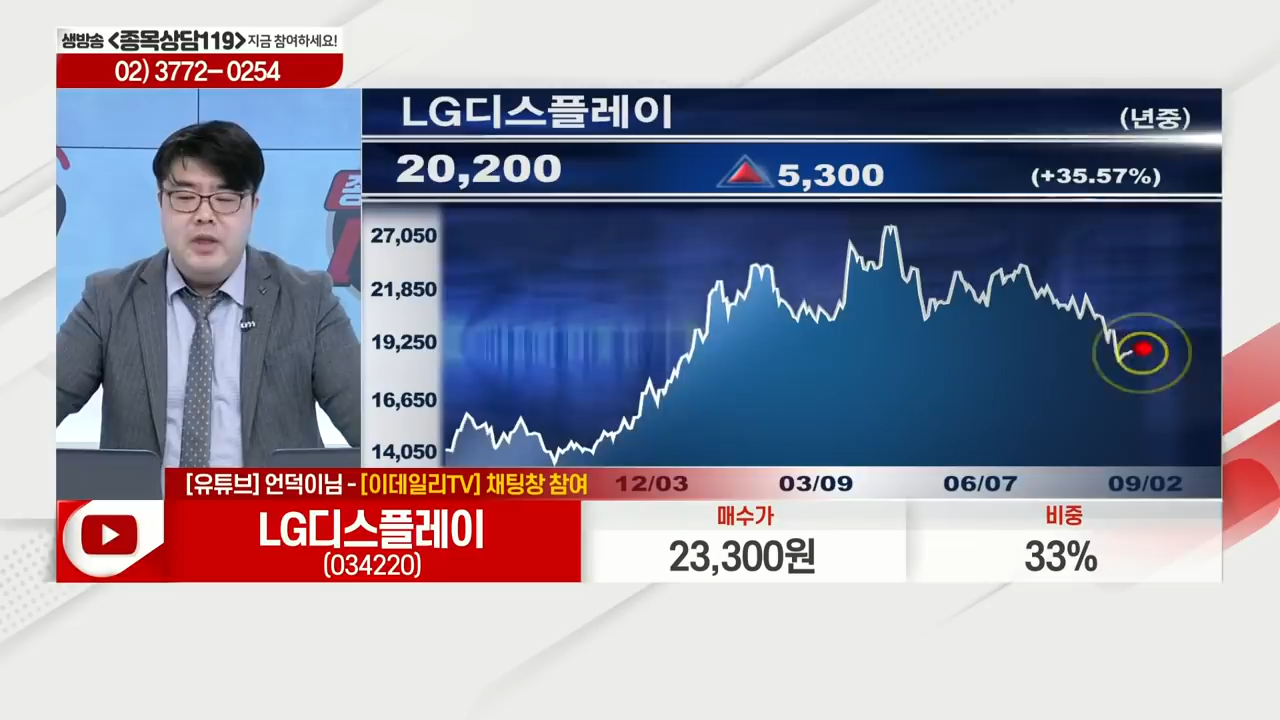 생방송 <종목상담119> 지금 참여하세요!
02) 3772-0254
LG디스플레이 (년중)
20,200 5,300 (+35.57%)
27,050
21,850
19,250
16,650
14,050
12/03 03/09 06/07 09/02
[유튜브] 언덕이님 - [이데일리TV] 채팅창 참여
LG디스플레이
(034220)
매수가
23,300원
비중
33%